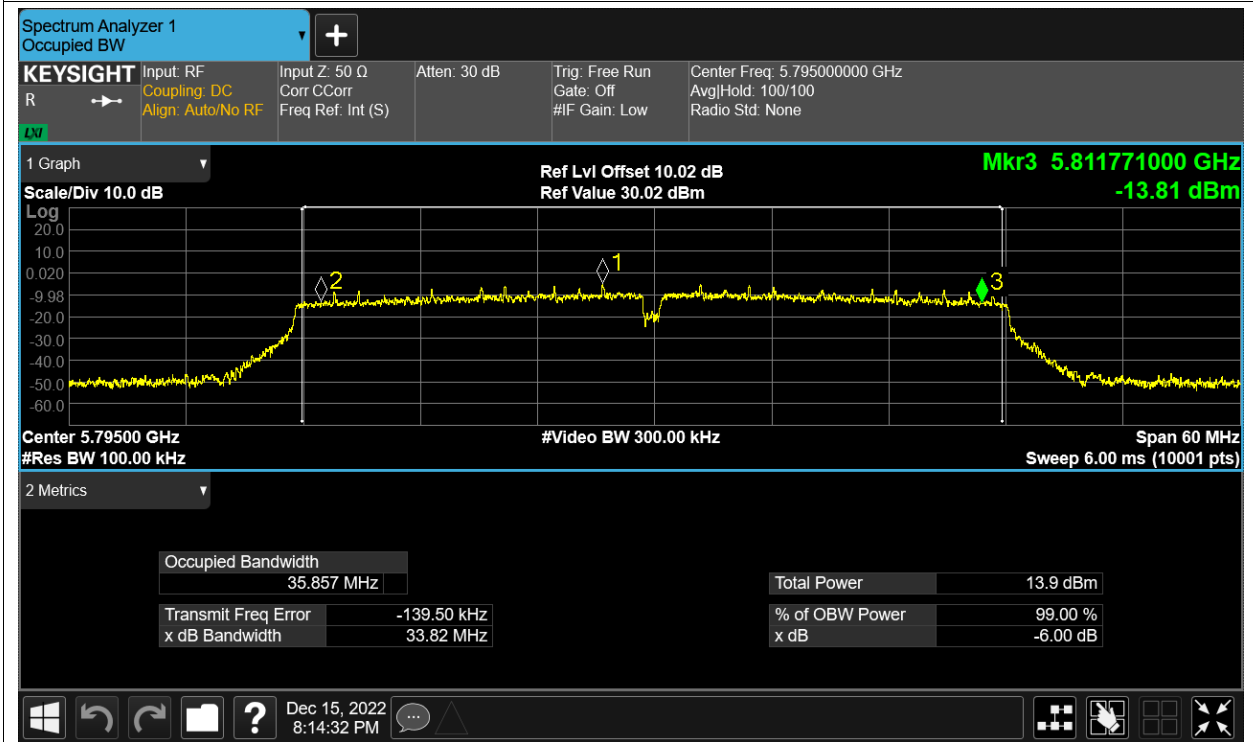 Spectrum Analyzer 1
Occupied BW
KEYSIGHT
R
LXI
Input: RF
Coupling: DC
Align: Auto/No RF
Input Z: 50 Ω
Corr CCorr
Freq Ref: Int (S)
Atten: 30 dB
Trig: Free Run
Gate: Off
#IF Gain: Low
Center Freq: 5.795000000 GHz
Avg|Hold: 100/100
Radio Std: None
1 Graph
Scale/Div 10.0 dB
Ref Lvl Offset 10.02 dB
Ref Value 30.02 dBm
Mkr3 5.811771000 GHz
-13.81 dBm
Log
20.0
10.0
0.020
-9.98
-20.0
-30.0
-40.0
-50.0
-60.0
2
1
3
Center 5.79500 GHz
#Res BW 100.00 kHz
#Video BW 300.00 kHz
Span 60 MHz
Sweep 6.00 ms (10001 pts)
2 Metrics
Occupied Bandwidth
35.857 MHz
Transmit Freq Error -139.50 kHz
x dB Bandwidth 33.82 MHz
Total Power 13.9 dBm
% of OBW Power 99.00 %
x dB -6.00 dB
?
Dec 15, 2022
8:14:32 PM